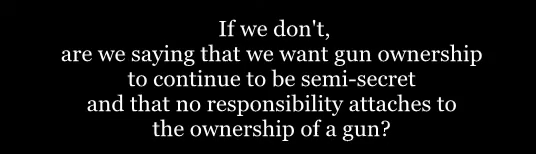 If we don't,
are we saying that we want gun ownership
to continue to be semi-secret
and that no responsibility attaches to
the ownership of a gun?